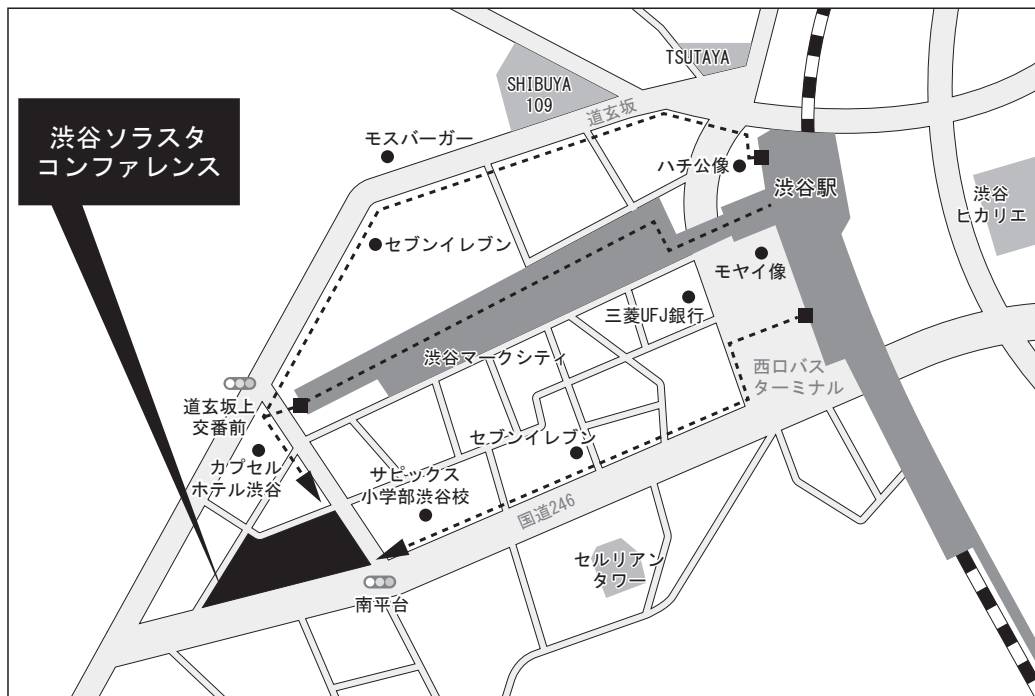 TSUTAYA
SHIBUYA
109
道玄坂
渋谷ソラスタ
コンファレンス
モスバーガー
ハチ公像
渋谷駅
渋谷
ヒカリエ
セブンイレブン
モヤイ像
三菱UFJ銀行
渋谷マークシティ
西口バス
ターミナル
道玄坂上
交番前
セブンイレブン
カプセル
ホテル渋谷
サピックス
小学部渋谷校
国道246
セルリアン
タワー
南平台